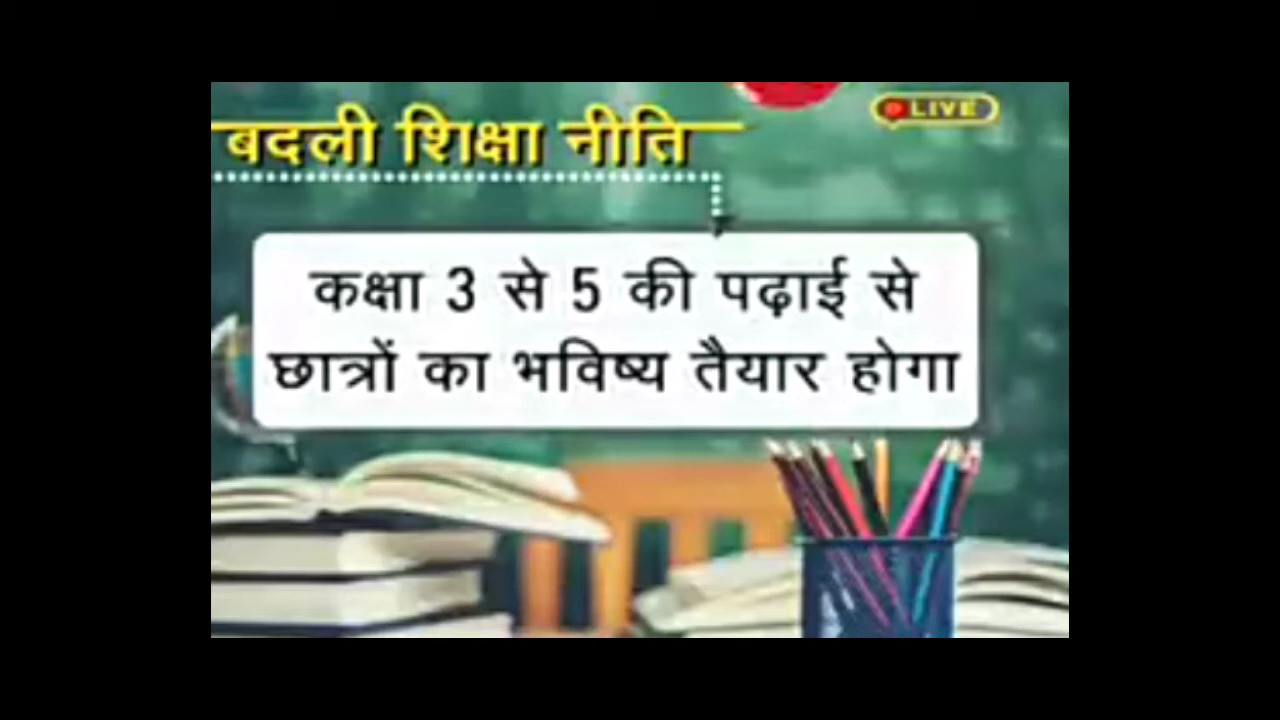 बदली शिक्षा नीति
LIVE
कक्षा 3 से 5 की पढ़ाई से
छात्रों का भविष्य तैयार होगा